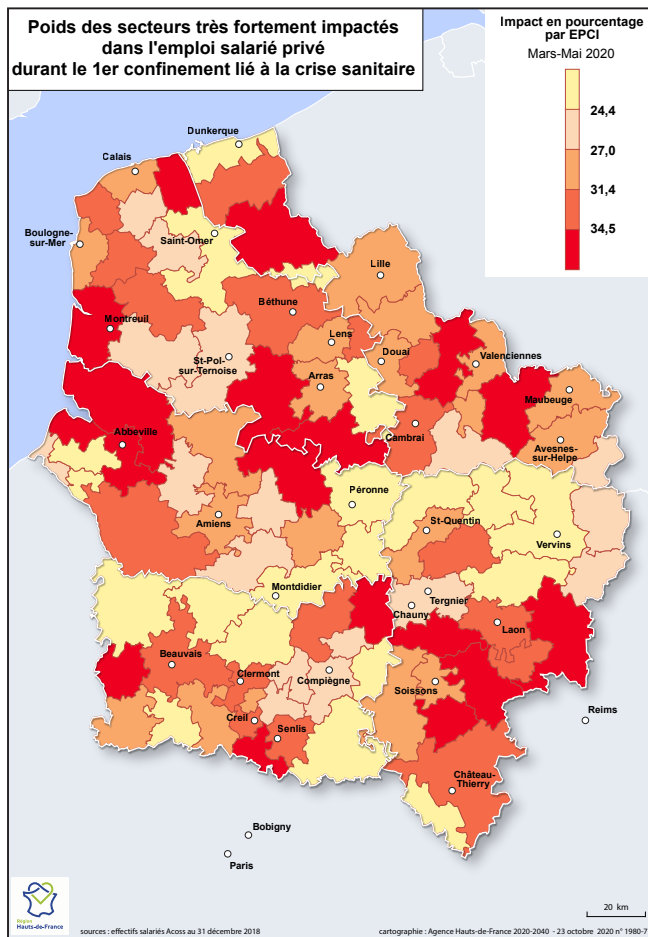 Poids des secteurs très fortement impactés
dans l'emploi salarié privé
durant le 1er confinement lié à la crise sanitaire
Impact en pourcentage
par EPCI
Mars-Mai 2020
24,4
27,0
31,4
34,5
Dunkerque
Calais
Boulogne-
sur-Mer
Saint-Omer
Lille
Béthune
Montreuil
Lens
St-Pol-
sur-Ternoise
Douai
Valenciennes
Arras
Maubeuge
Cambrai
Abbeville
Avesnes-
sur-Helpe
Péronne
Amiens
St-Quentin
Vervins
Montdidier
Tergnier
Chauny
Laon
Beauvais
Clermont
Compiègne
Soissons
Creil
Senlis
Reims
Château-
Thierry
Bobigny
Paris
Région
Hauts-de-France
20 km
sources : effectifs salariés Acoss au 31 décembre 2018
cartographie : Agence Hauts-de-France 2020-2040 - 23 octobre 2020 n° 1980-7